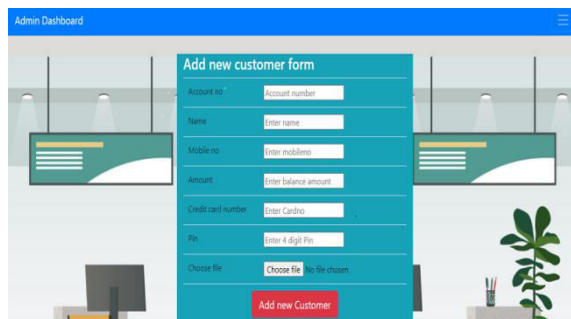 Admin Dashboard
Add new customer form
Account no Account number
Name Enter name
Mobile no Enter mobileno
Amount Enter balance amount
Credit card number Enter Cardno
Pin Enter 4 digit Pin
Choose file Choose file No file chosen
Add new Customer